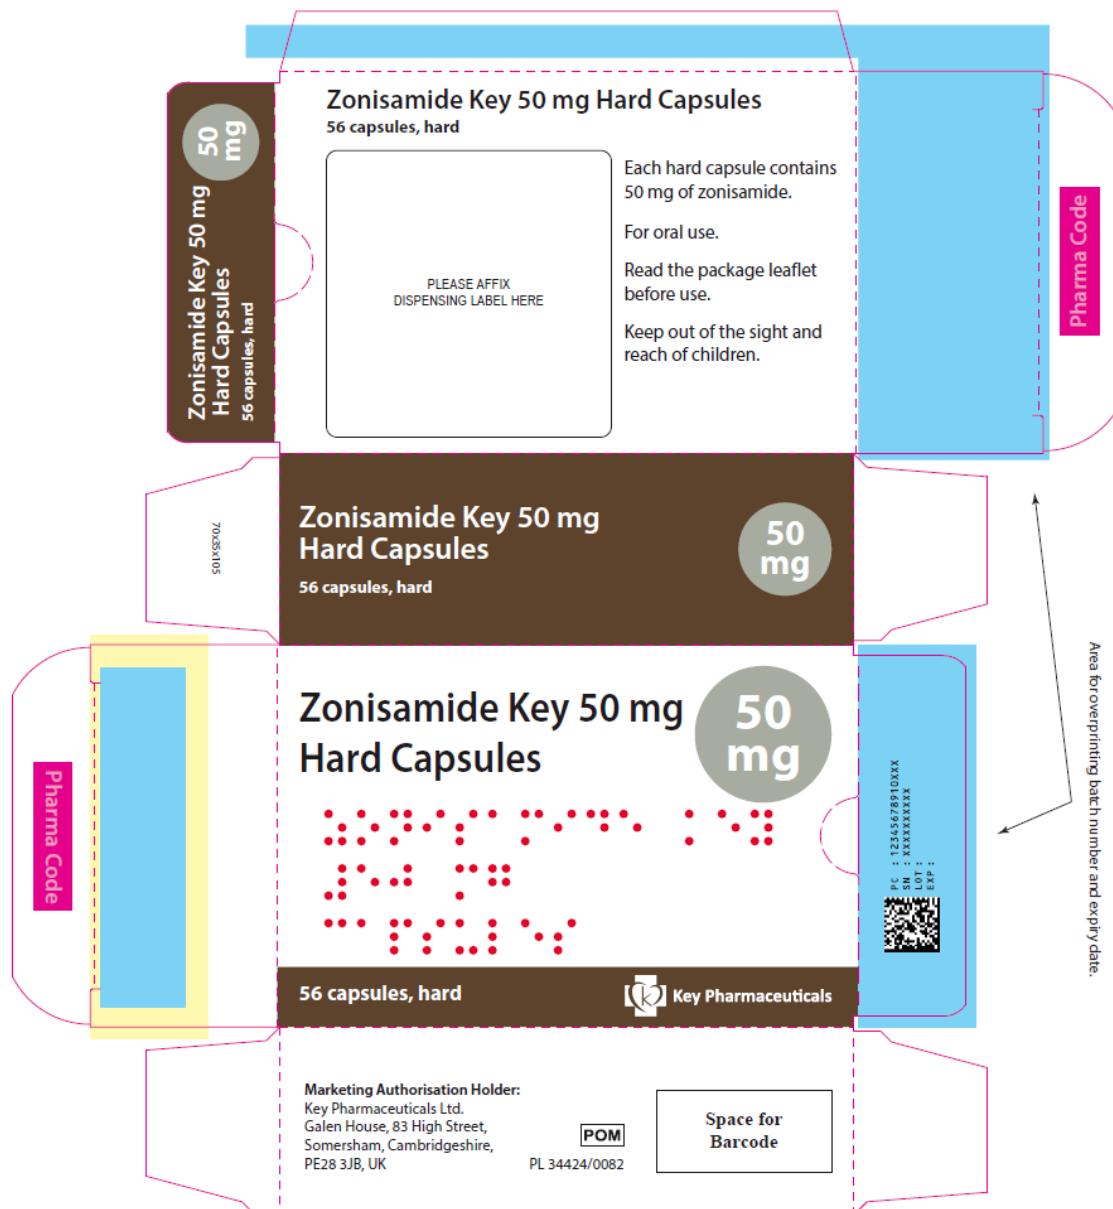 Zonisamide Key 50 mg Hard Capsules
56 capsules, hard
50
mg
Zonisamide Key 50 mg
Hard Capsules
56 capsules, hard
PLEASE AFFIX
DISPENSING LABEL HERE
Each hard capsule contains
50 mg of zonisamide.
For oral use.
Read the package leaflet
before use.
Keep out of the sight and
reach of children.
Pharma Code
70x35x105
Zonisamide Key 50 mg
Hard Capsules
56 capsules, hard
50
mg
Area for overprinting batch number and expiry date.
Pharma Code
Zonisamide Key 50 mg
Hard Capsules
50
mg
PC : 12345678910XXX
SN : XXXXXXXXXX
LOT :
EXP :
56 capsules, hard
Key Pharmaceuticals
Marketing Authorisation Holder:
Key Pharmaceuticals Ltd.
Galen House, 83 High Street,
Somersham, Cambridgeshire,
PE28 3JB, UK
POM
PL 34424/0082
Space for
Barcode